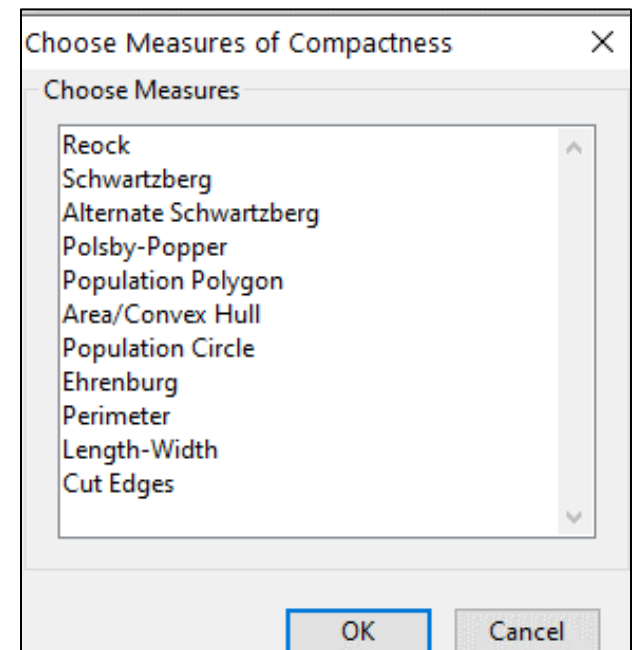 Choose Measures of Compactness
Choose Measures
Reock
Schwartzberg
Alternate Schwartzberg
Polsby-Popper
Population Polygon
Area/Convex Hull
Population Circle
Ehrenburg
Perimeter
Length-Width
Cut Edges
OK Cancel